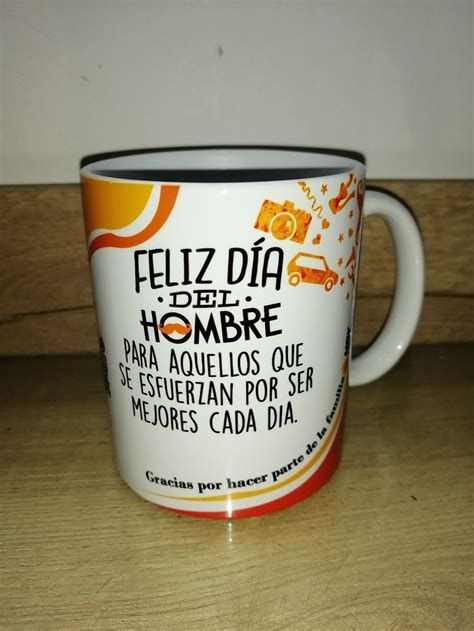 FELIZ DÍA
DEL
HOMBRE
PARA AQUELLOS QUE
SE ESFUERZAN POR SER
MEJORES CADA DIA.
Gracias por hacer parte de la familia